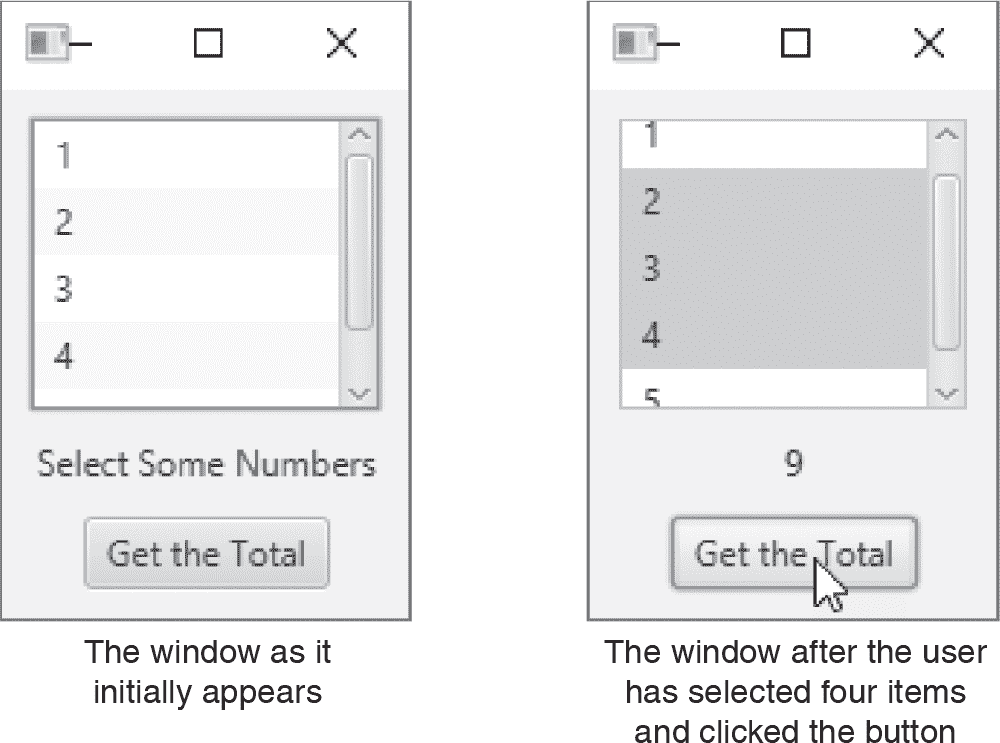 1
2
3
4
Select Some Numbers
Get the Total
The window as it
initially appears
1
2
3
4
5
9
Get the Total
The window after the user
has selected four items
and clicked the button